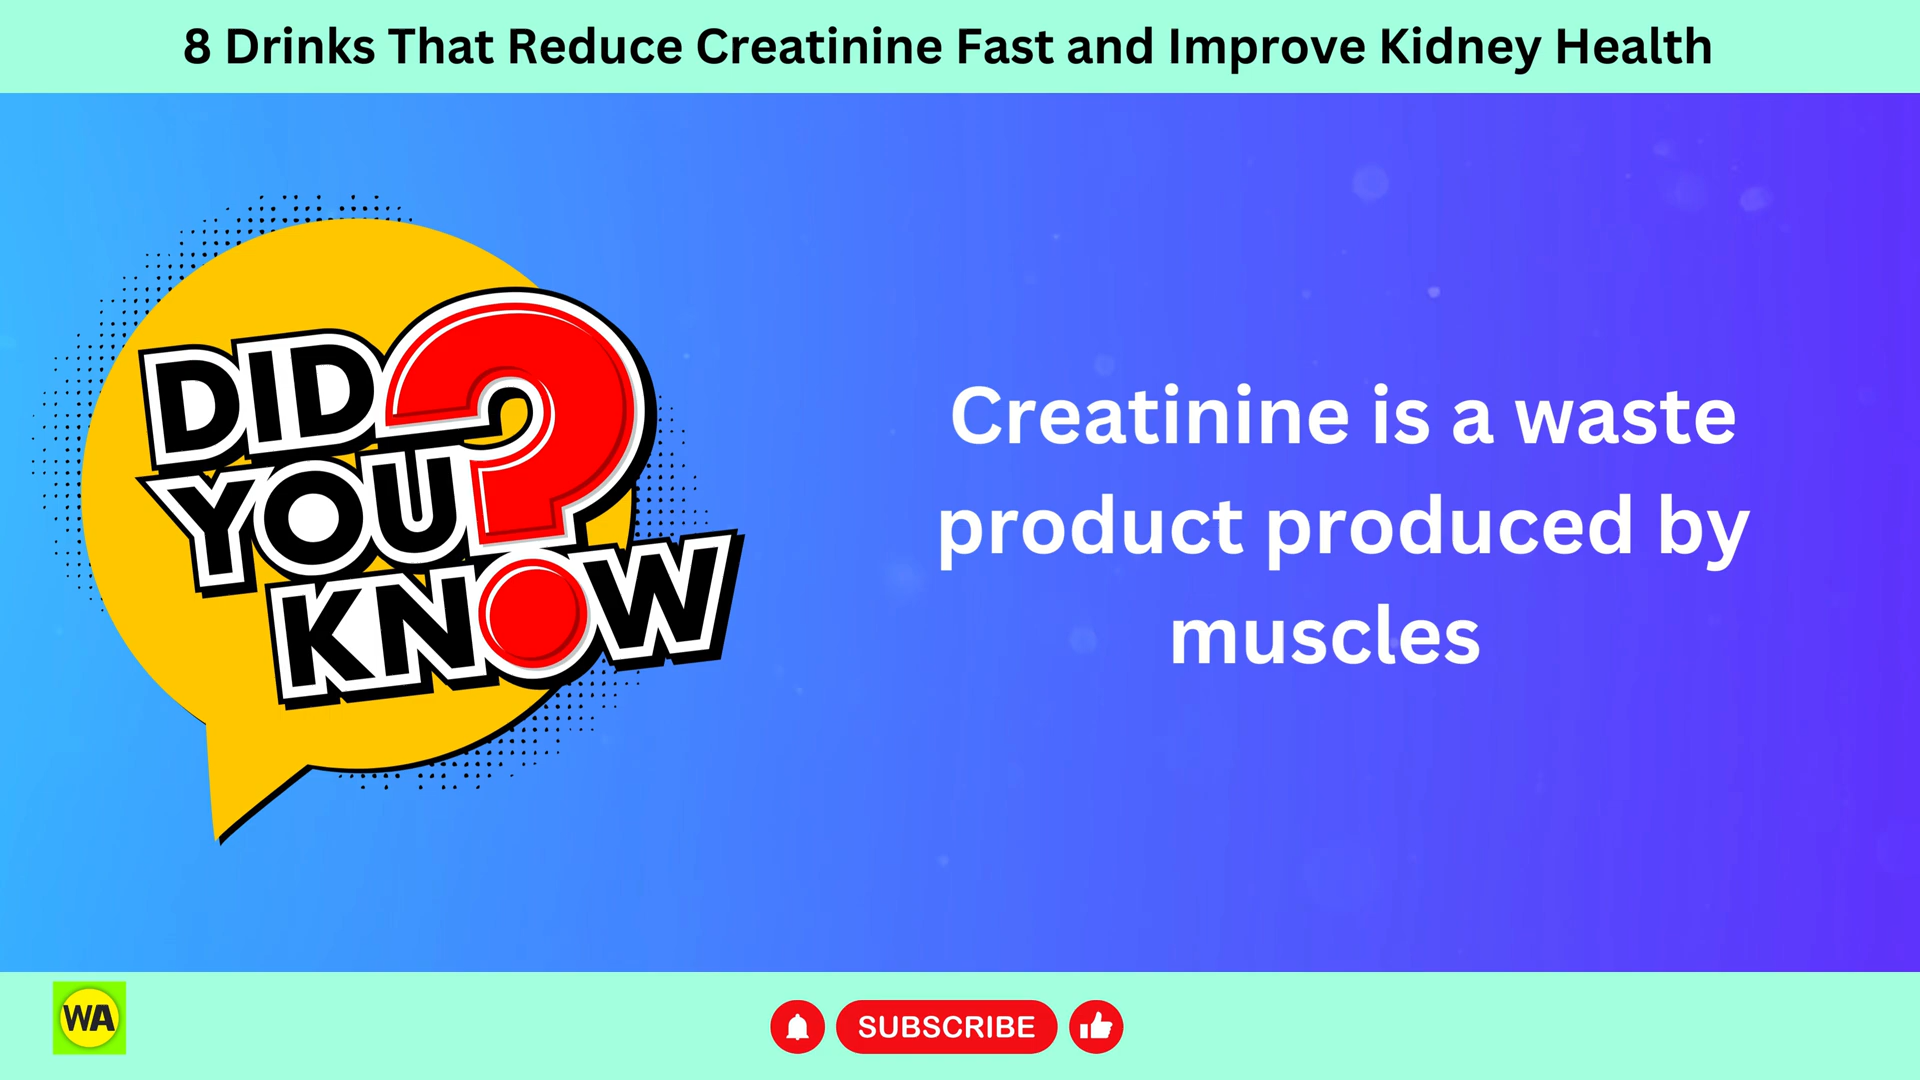 8 Drinks That Reduce Creatinine Fast and Improve Kidney Health
DID
YOU
KNOW
?
Creatinine is a waste
product produced by
muscles
WA
SUBSCRIBE